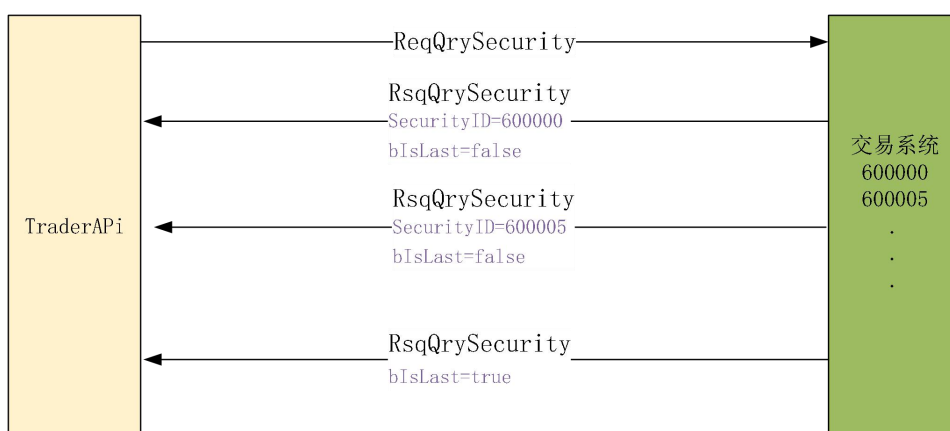 ReqQrySecurity
RsqQrySecurity
SecurityID=600000
bIsLast=false
RsqQrySecurity
SecurityID=600005
bIsLast=false
RsqQrySecurity
bIsLast=true
TraderAPi
交易系统
600000
600005
.
.
.